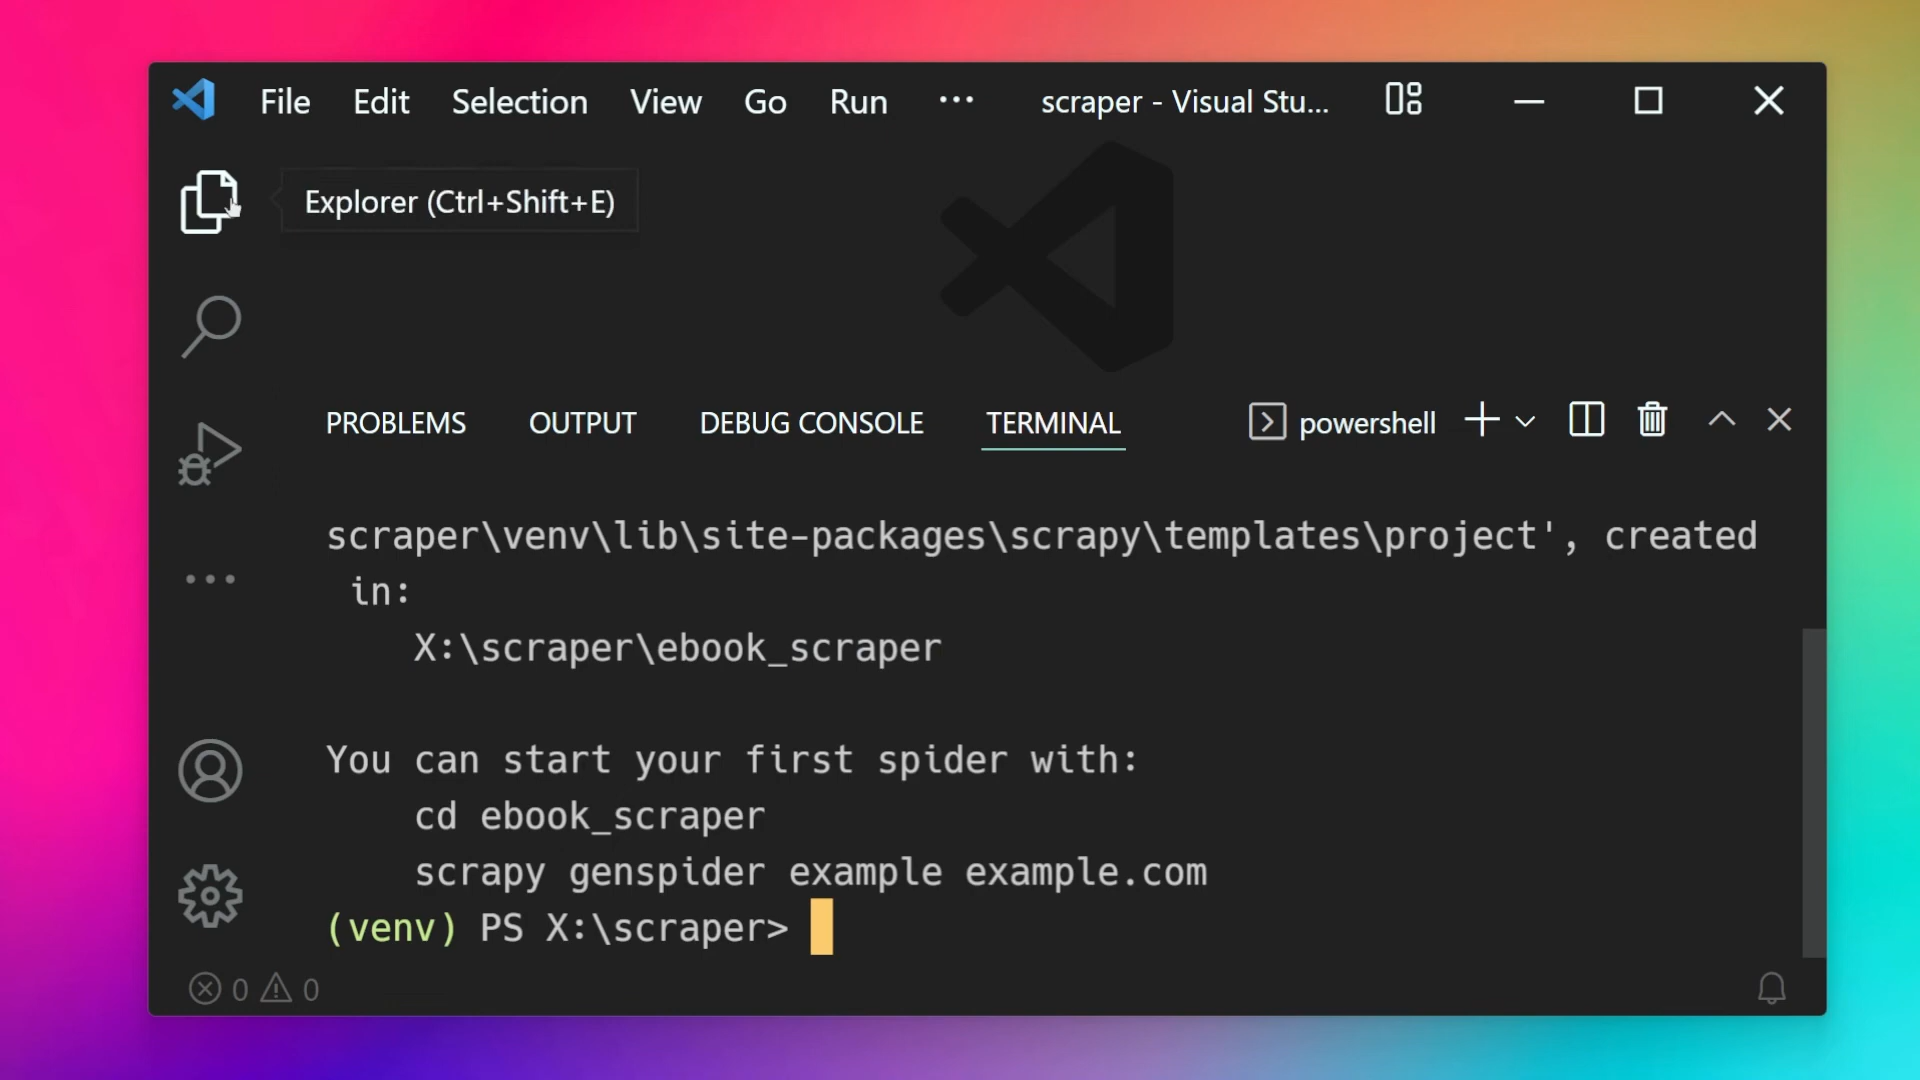 File Edit Selection View Go Run ··· scraper - Visual Stu...
Explorer (Ctrl+Shift+E)
PROBLEMS OUTPUT DEBUG CONSOLE TERMINAL powershell
scraper\venv\lib\site-packages\scrapy\templates\project', created
in:
X:\scraper\ebook_scraper
You can start your first spider with:
cd ebook_scraper
scrapy genspider example example.com
(venv) PS X:\scraper>
0 0